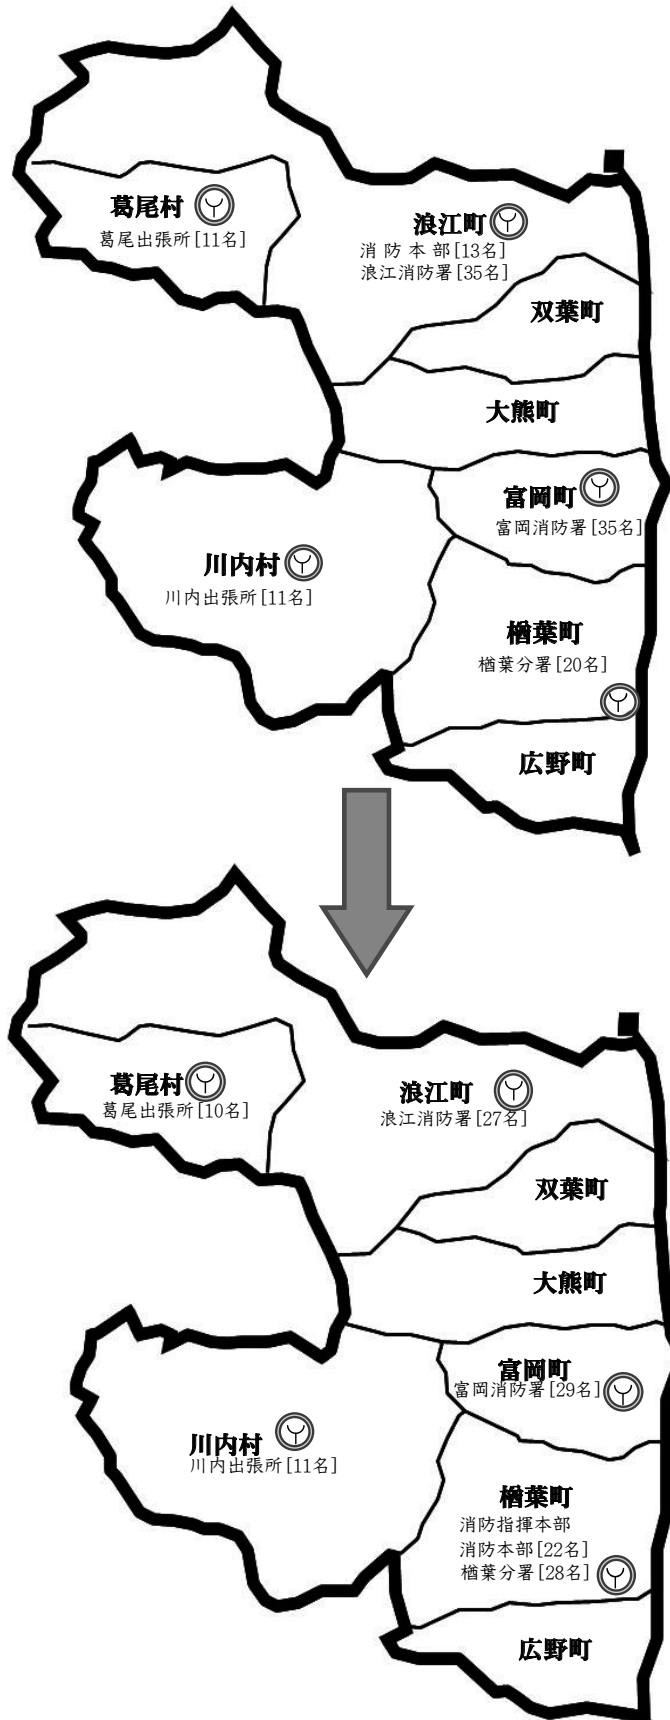 葛尾村
葛尾出張所[11名]
浪江町
消 防 本 部[13名]
浪江消防署[35名]
双葉町
大熊町
富岡町
富岡消防署[35名]
川内村
川内出張所[11名]
楢葉町
楢葉分署[20名]
広野町
葛尾村
葛尾出張所[10名]
浪江町
浪江消防署[27名]
双葉町
大熊町
富岡町
富岡消防署[29名]
川内村
川内出張所[11名]
楢葉町
消防指揮本部
消防本部[22名]
楢葉分署[28名]
広野町